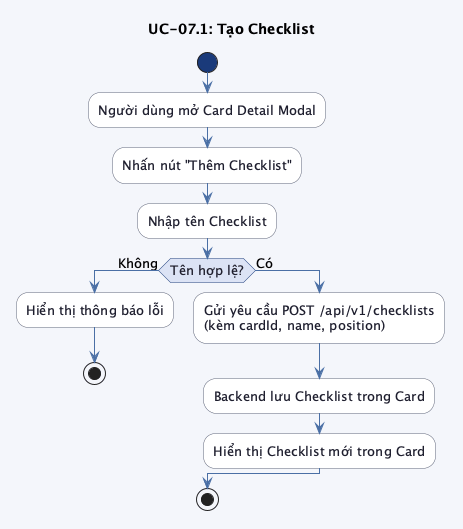 UC-07.1: Tạo Checklist
Người dùng mở Card Detail Modal
Nhấn nút "Thêm Checklist"
Nhập tên Checklist
Không
Tên hợp lệ?
Có
Hiển thị thông báo lỗi
Gửi yêu cầu POST /api/v1/checklists
(kèm cardId, name, position)
Backend lưu Checklist trong Card
Hiển thị Checklist mới trong Card